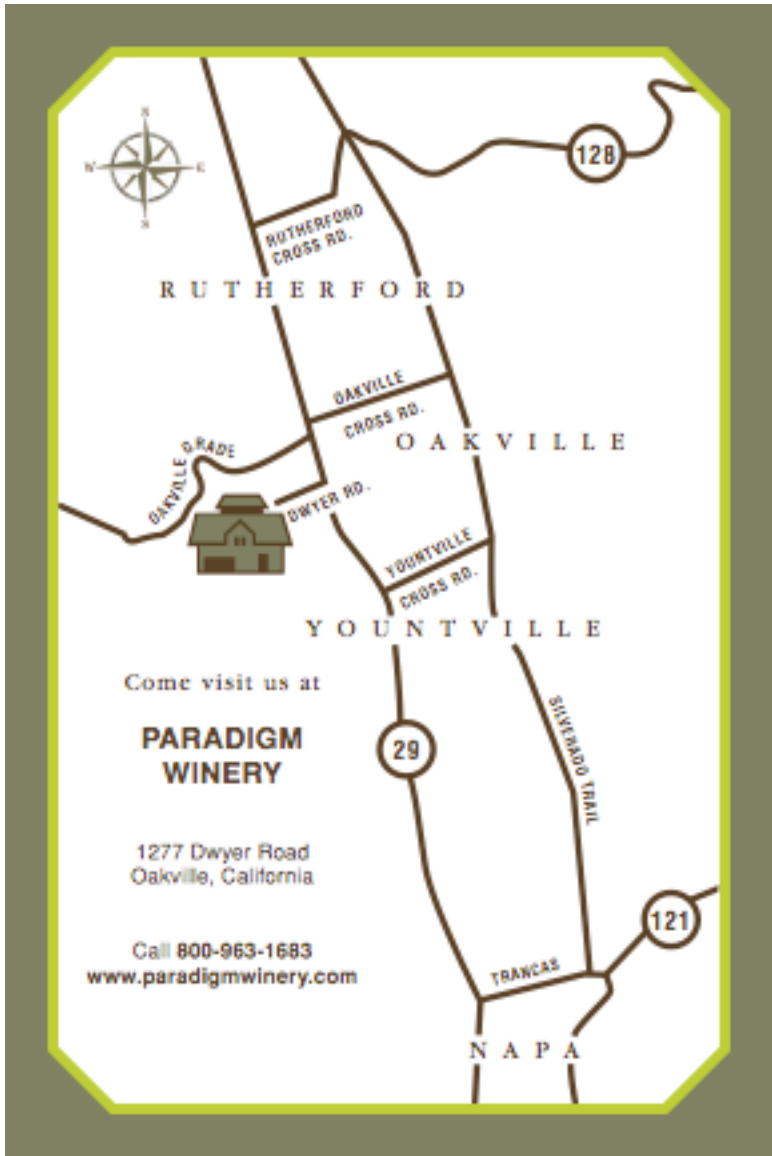 N
W
E
S
128
RUTHERFORD
CROSS RD.
RUTHERFORD
OAKVILLE
CROSS RD.
OAKVILLE
OAKVILLE GRADE
DWYER RD.
YOUNTVILLE
CROSS RD.
YOUNTVILLE
Come visit us at
PARADIGM
WINERY
29
SILVERADO TRAIL
1277 Dwyer Road
Oakville, California
121
Call 800-963-1683
www.paradigmwinery.com
TRANCAS
NAPA